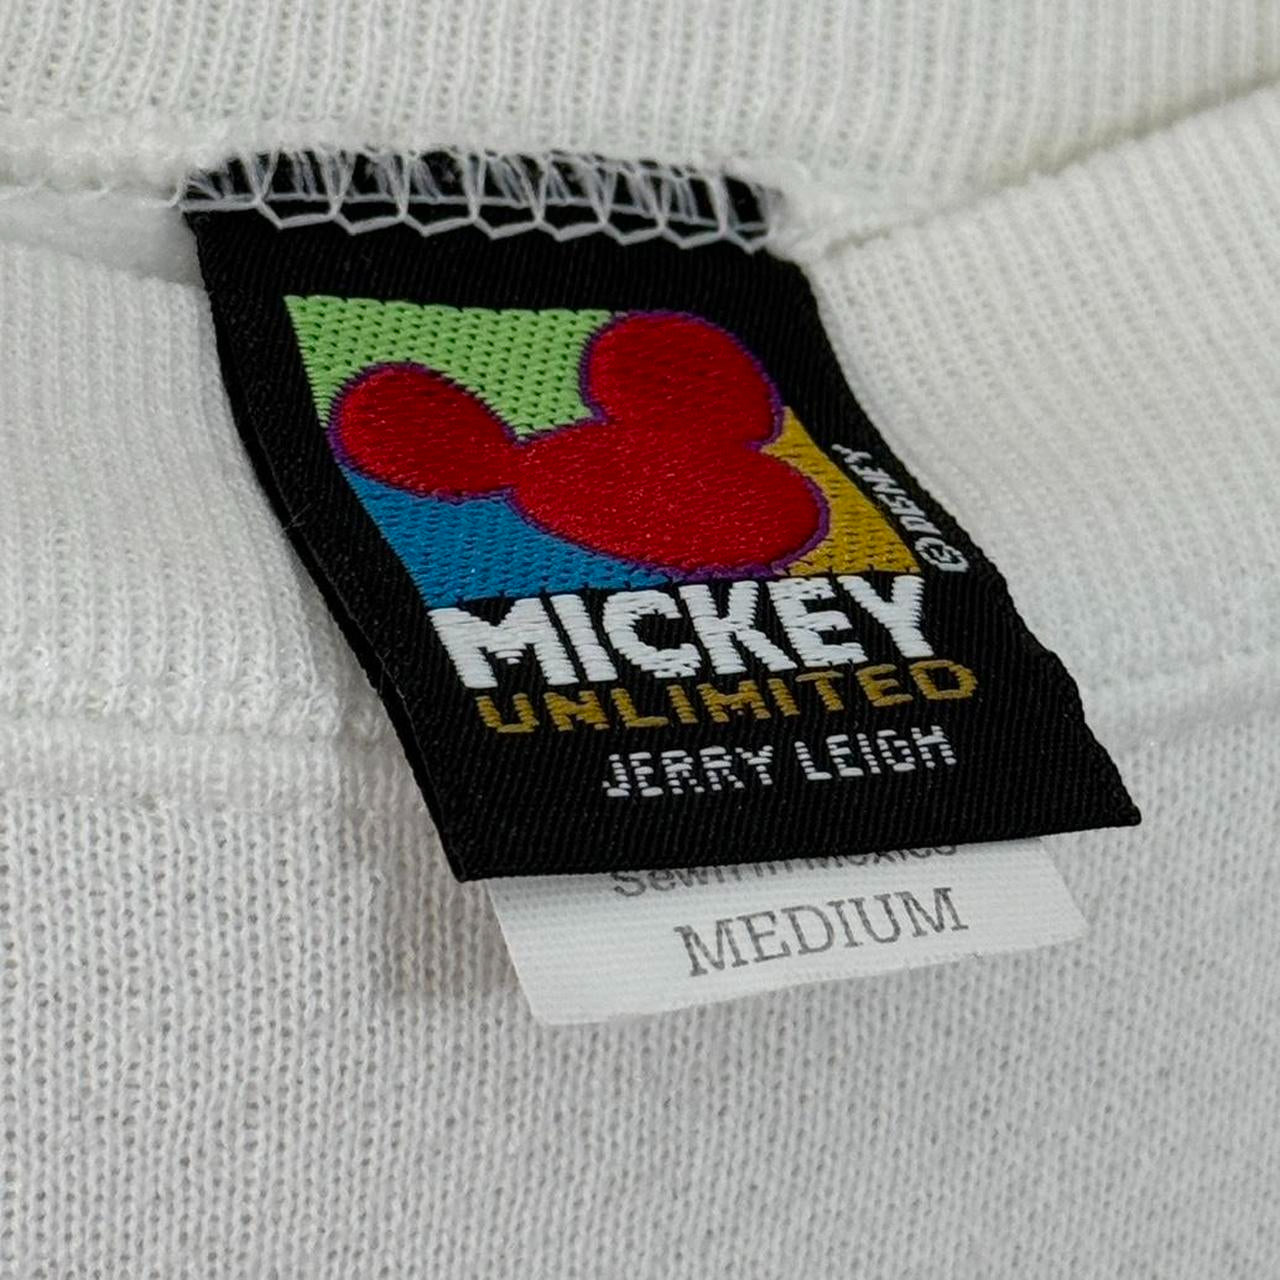 © DISNEY
MICKEY
UNLIMITED
JERRY LEIGH
Sewn in Mexico
MEDIUM